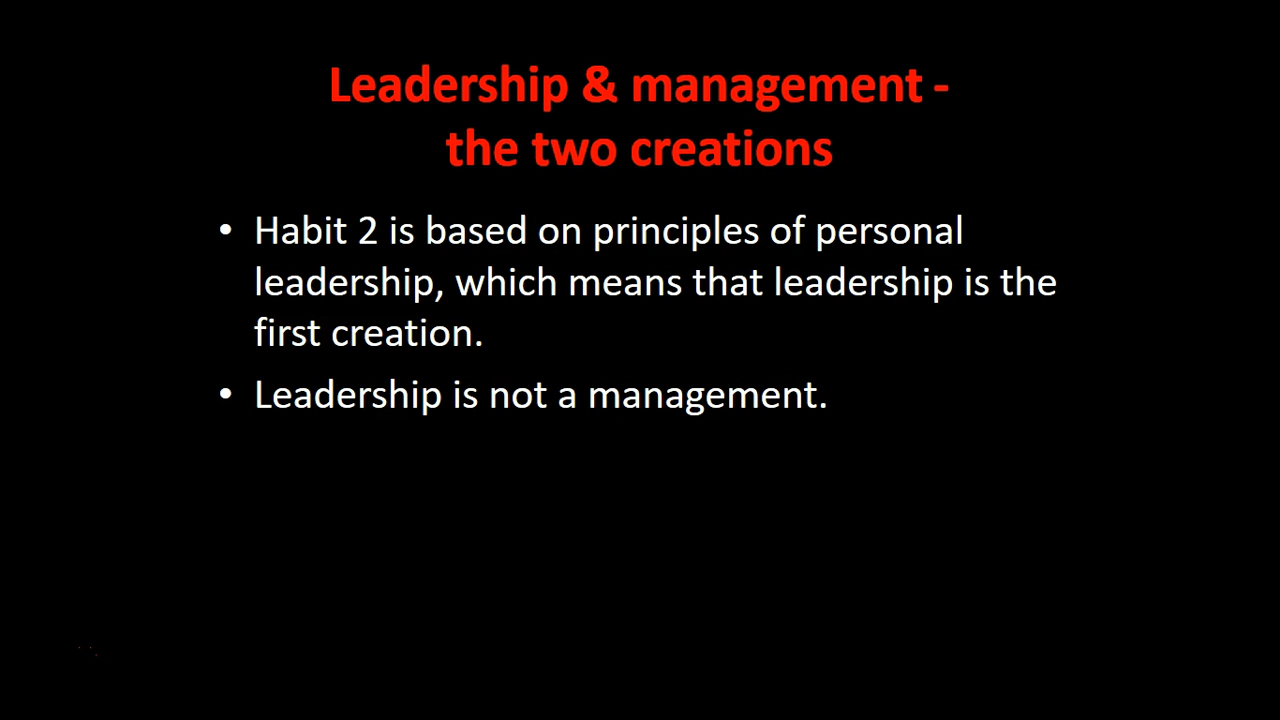 Leadership & management -
the two creations
• Habit 2 is based on principles of personal
leadership, which means that leadership is the
first creation.
• Leadership is not a management.